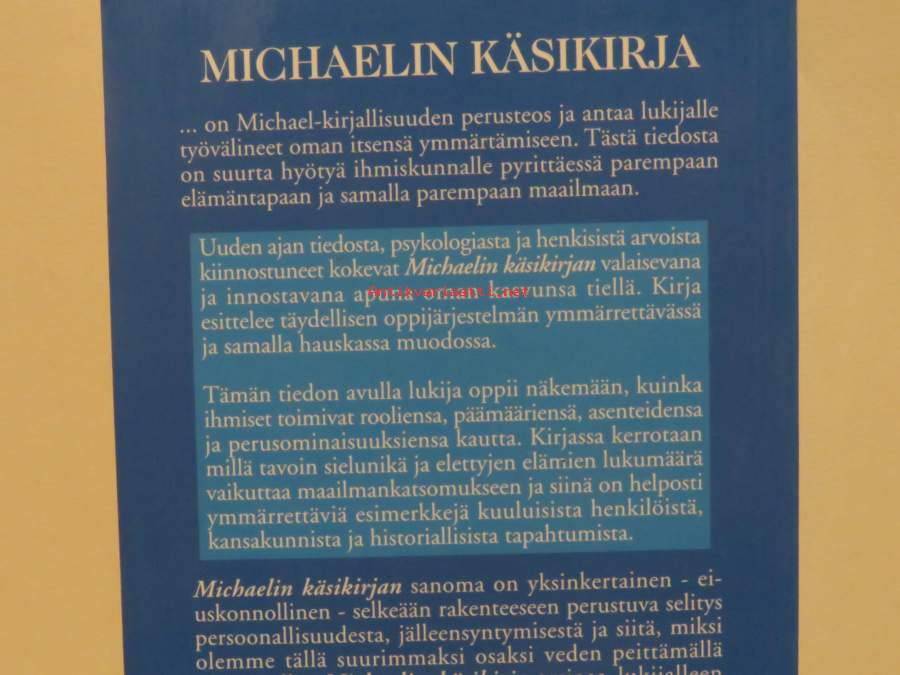 MICHAELIN KÄSIKIRJA
... on Michael-kirjallisuuden perusteos ja antaa lukijalle
työvälineet oman itsensä ymmärtämiseen. Tästä tiedosta
on suurta hyötyä ihmiskunnalle pyrittäessä parempaan
elämäntapaan ja samalla parempaan maailmaan.
Uuden ajan tiedosta, psykologiasta ja henkisistä arvoista
kiinnostuneet kokevat Michaelin käsikirjan valaisevana
ja innostavana apuna oman kasvunsa tiellä. Kirja
esittelee täydellisen oppijärjestelmän ymmärrettävässä
ja samalla hauskassa muodossa.
Tämän tiedon avulla lukija oppii näkemään, kuinka
ihmiset toimivat rooliensa, päämääriensä, asenteidensa
ja perusominaisuuksiensa kautta. Kirjassa kerrotaan
millä tavoin sielunikä ja elettyjen elämien lukumäärä
vaikuttaa maailmankatsomukseen ja siinä on helposti
ymmärrettäviä esimerkkejä kuuluisista henkilöistä,
kansakunnista ja historiallisista tapahtumista.
Michaelin käsikirjan sanoma on yksinkertainen - ei-
uskonnollinen - selkeään rakenteeseen perustuva selitys
persoonallisuudesta, jälleensyntymisestä ja siitä, miksi
olemme tällä suurimmaksi osaksi veden peittämällä